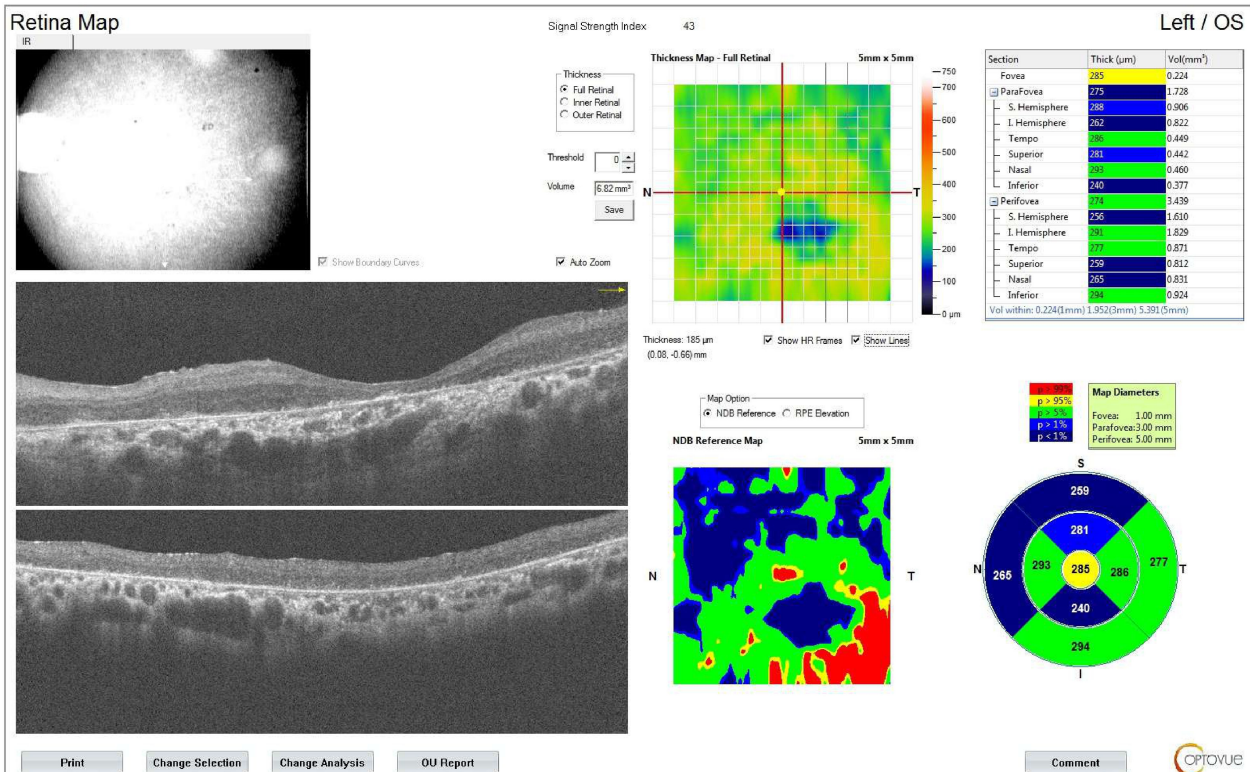 Retina Map
Signal Strength Index 43
Left / OS
IR
Thickness
Full Retinal
Inner Retinal
Outer Retinal
Threshold 0
Volume 6.82 mm³
Save
Show Boundary Curves
Auto Zoom
Thickness Map - Full Retinal 5mm x 5mm
N T
750
700
600
500
400
300
200
100
0 µm
Thickness: 185 µm
(0.08, -0.66) mm
Show HR Frames Show Lines
Section Thick (µm) Vol(mm³)
Fovea 285 0.224
ParaFovea 275 1.728
S. Hemisphere 288 0.906
I. Hemisphere 262 0.822
Tempo 286 0.449
Superior 281 0.442
Nasal 293 0.460
Inferior 240 0.377
Perifovea 274 3.439
S. Hemisphere 256 1.610
I. Hemisphere 291 1.829
Tempo 277 0.871
Superior 259 0.812
Nasal 265 0.831
Inferior 294 0.924
Vol within: 0.224(1mm) 1.952(3mm) 5.391(5mm)
Map Option
NDB Reference RPE Elevation
NDB Reference Map 5mm x 5mm
N T
p > 99%
p > 95%
p > 5%
p > 1%
p < 1%
Map Diameters
Fovea: 1.00 mm
Parafovea:3.00 mm
Perifovea: 5.00 mm
S
259
281
N 265 293 285 286 277 T
240
294
I
Print Change Selection Change Analysis OU Report Comment
OPTOVUE